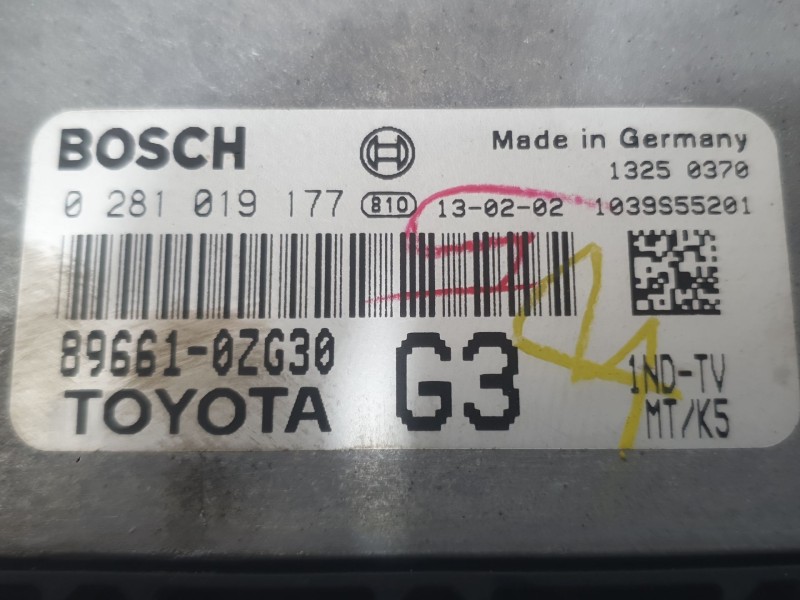 BOSCH
Made in Germany
1325 0370
0 281 019 177 810 13-02-02 1039S55201
89661-0ZG30
TOYOTA
G3
1ND-TV
MT/K5